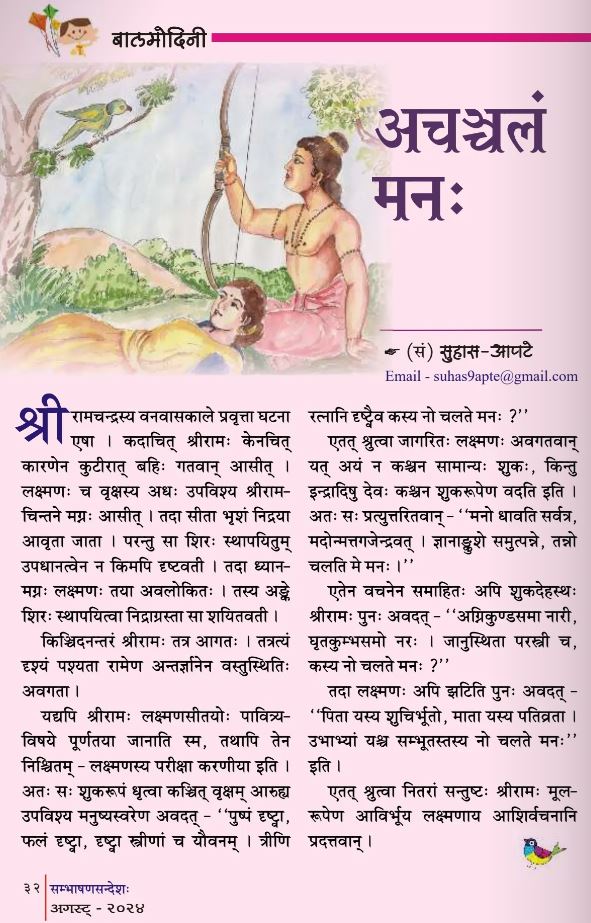 बालमोदिनी
अचञ्चलं
मनः
☛ (सं) सुहास-आपटे
Email - suhas9apte@gmail.com
श्रीरामचन्द्रस्य वनवासकाले प्रवृत्ता घटना
एषा । कदाचित् श्रीरामः केनचित्
कारणेन कुटीरात् बहिः गतवान् आसीत् ।
लक्ष्मणः च वृक्षस्य अधः उपविश्य श्रीराम-
चिन्तने मग्नः आसीत् । तदा सीता भृशं निद्रया
आवृता जाता । परन्तु सा शिरः स्थापयितुम्
उपधानत्वेन न किमपि दृष्टवती । तदा ध्यान-
मग्नः लक्ष्मणः तया अवलोकितः । तस्य अङ्के
शिरः स्थापयित्वा निद्राग्रस्ता सा शयितवती ।
किञ्चिदनन्तरं श्रीरामः तत्र आगतः । तत्रत्यं
दृश्यं पश्यता रामेण अन्तर्ज्ञानेन वस्तुस्थितिः
अवगता ।
यद्यपि श्रीरामः लक्ष्मणसीतयोः पावित्र्य-
विषये पूर्णतया जानाति स्म, तथापि तेन
निश्चितम् - लक्ष्मणस्य परीक्षा करणीया इति ।
अतः सः शुकरूपं धृत्वा कञ्चित् वृक्षम् आरुह्य
उपविश्य मनुष्यस्वरेण अवदत् - “पुष्पं दृष्ट्वा,
फलं दृष्ट्वा, दृष्ट्वा स्त्रीणां च यौवनम् । त्रीणि
रत्नानि दृष्ट्वैव कस्य नो चलते मनः ?”
एतत् श्रुत्वा जागरितः लक्ष्मणः अवगतवान्
यत् अयं न कश्चन सामान्यः शुकः, किन्तु
इन्द्रादिषु देवः कश्चन शुकरूपेण वदति इति ।
अतः सः प्रत्युत्तरितवान् - “मनो धावति सर्वत्र,
मदोन्मत्तगजेन्द्रवत् । ज्ञानाङ्कुशे समुत्पन्ने, तन्नो
चलति मे मनः ।”
एतेन वचनेन समाहितः अपि शुकदेहस्थः
श्रीरामः पुनः अवदत् - “अग्निकुण्डसमा नारी,
घृतकुम्भसमो नरः । जानुस्थिता परस्त्री च,
कस्य नो चलते मनः ?”
तदा लक्ष्मणः अपि झटिति पुनः अवदत् -
“पिता यस्य शुचिर्भूतो, माता यस्य पतिव्रता ।
उभाभ्यां यश्च सम्भूतस्तस्य नो चलते मनः”
इति ।
एतत् श्रुत्वा नितरां सन्तुष्टः श्रीरामः मूल-
रूपेण आविर्भूय लक्ष्मणाय आशिर्वचनानि
प्रदत्तवान् ।
३२ सम्भाषणसन्देशः
अगस्ट् - २०२४